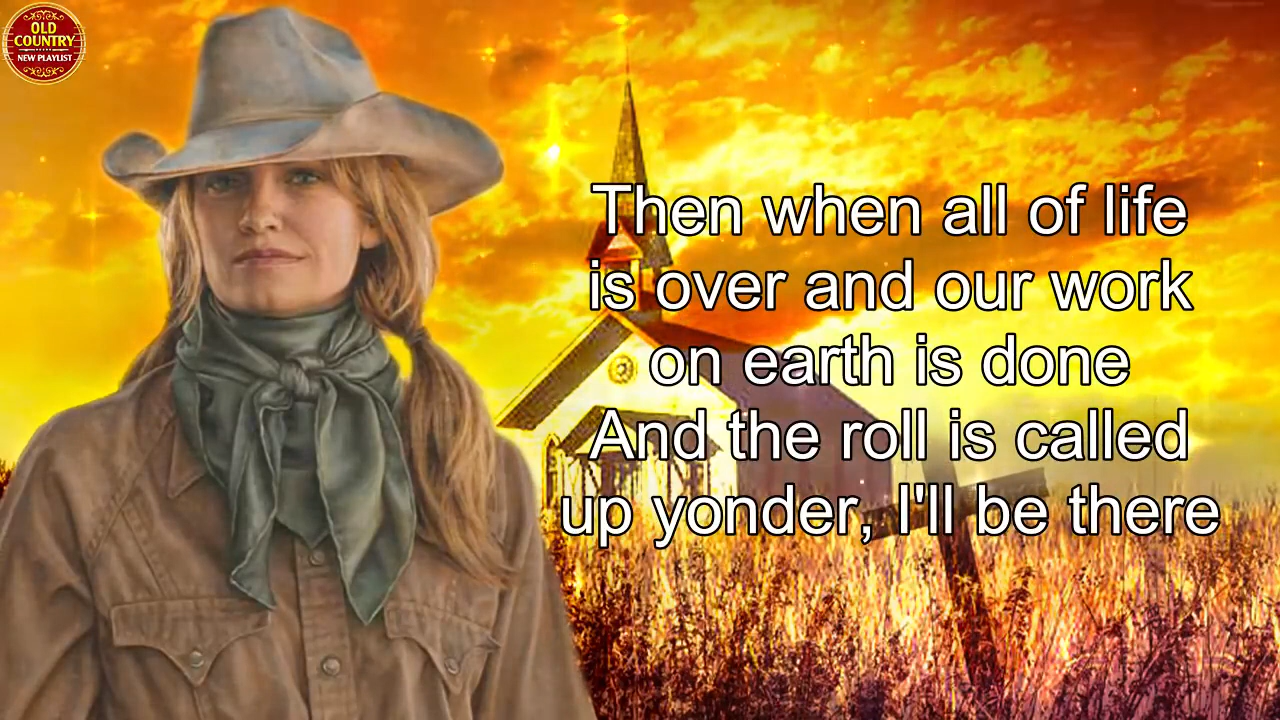 OLD
COUNTRY
NEW PLAYLIST
Then when all of life
is over and our work
on earth is done
And the roll is called
up yonder, I'll be there